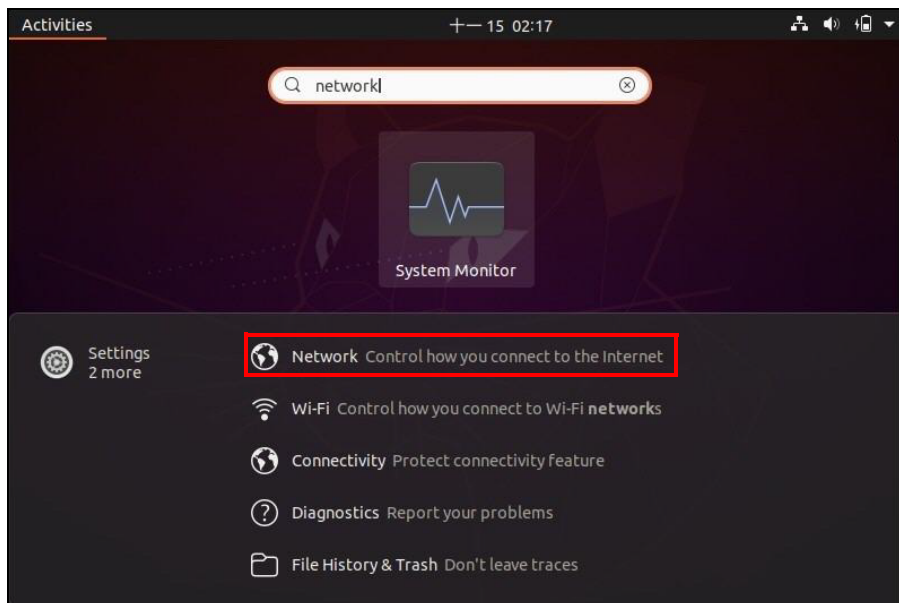 Activities
十一 15 02:17
network
System Monitor
Settings
2 more
Network Control how you connect to the Internet
Wi-Fi Control how you connect to Wi-Fi networks
Connectivity Protect connectivity feature
Diagnostics Report your problems
File History & Trash Don't leave traces